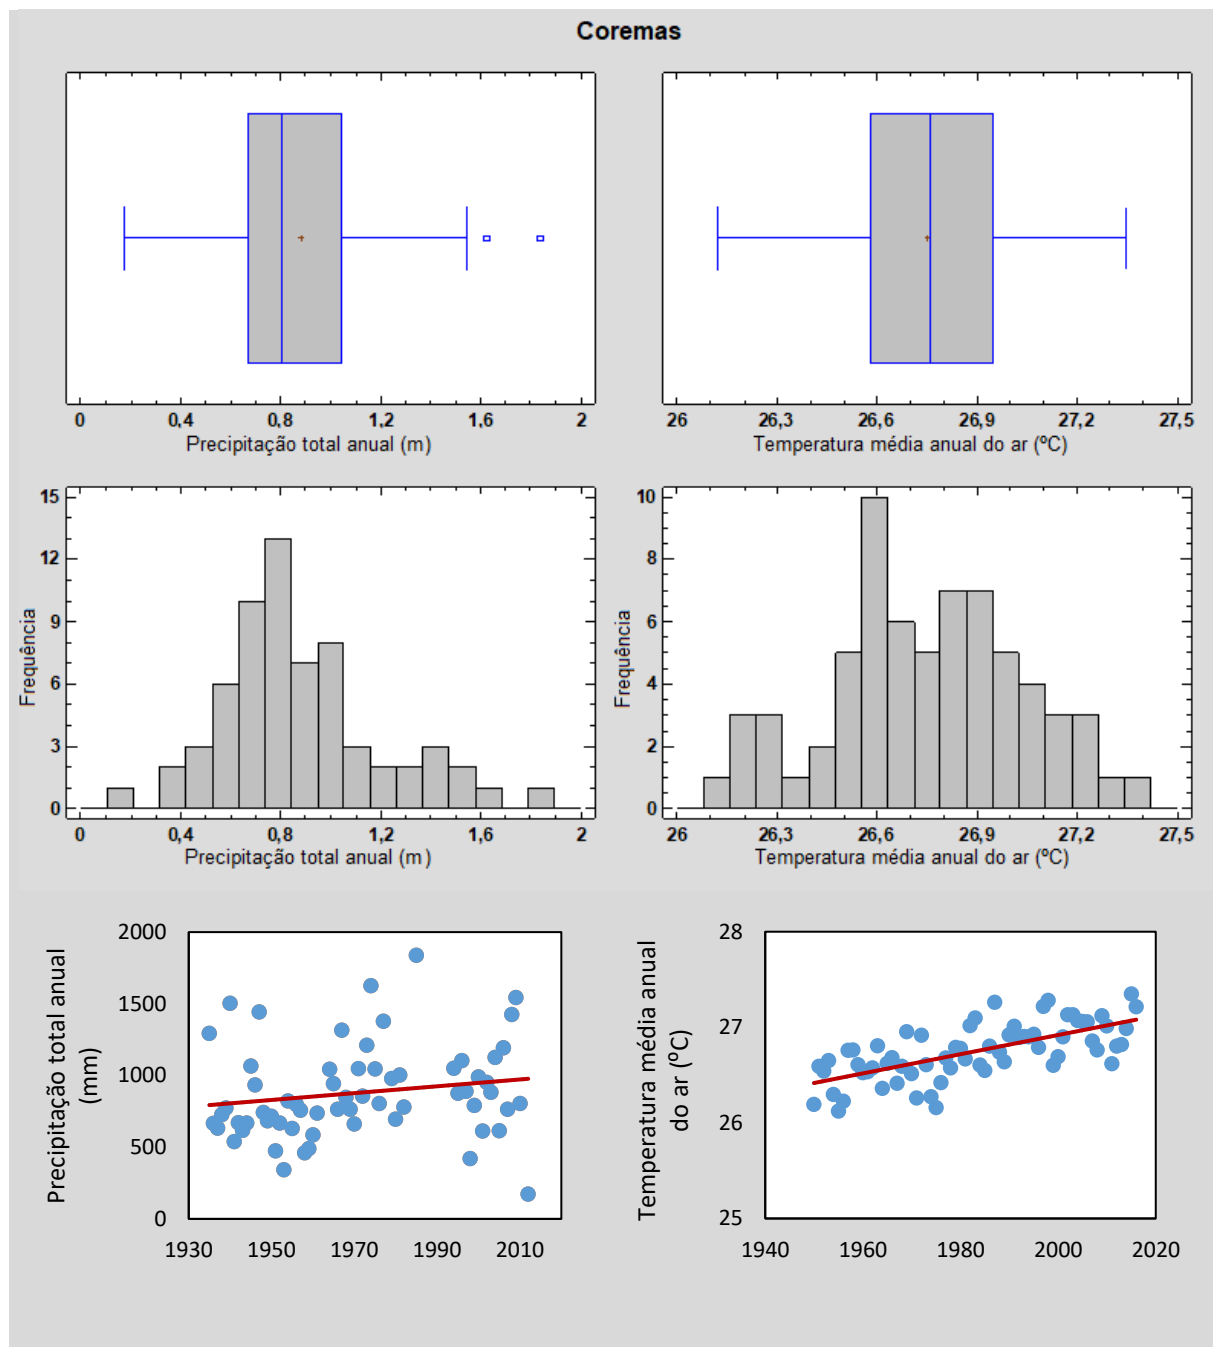 Coremas
0 0,4 0,8 1,2 1,6 2
Precipitação total anual (m)
26 26,3 26,6 26,9 27,2 27,5
Temperatura média anual do ar (ºC)
15
12
9
6
3
0
Frequência
0 0,4 0,8 1,2 1,6 2
Precipitação total anual (m)
10
8
6
4
2
0
Frequência
26 26,3 26,6 26,9 27,2 27,5
Temperatura média anual do ar (ºC)
Precipitação total anual
(mm)
2000
1500
1000
500
0
1930 1950 1970 1990 2010
Temperatura média anual
do ar (ºC)
28
27
26
25
1940 1960 1980 2000 2020